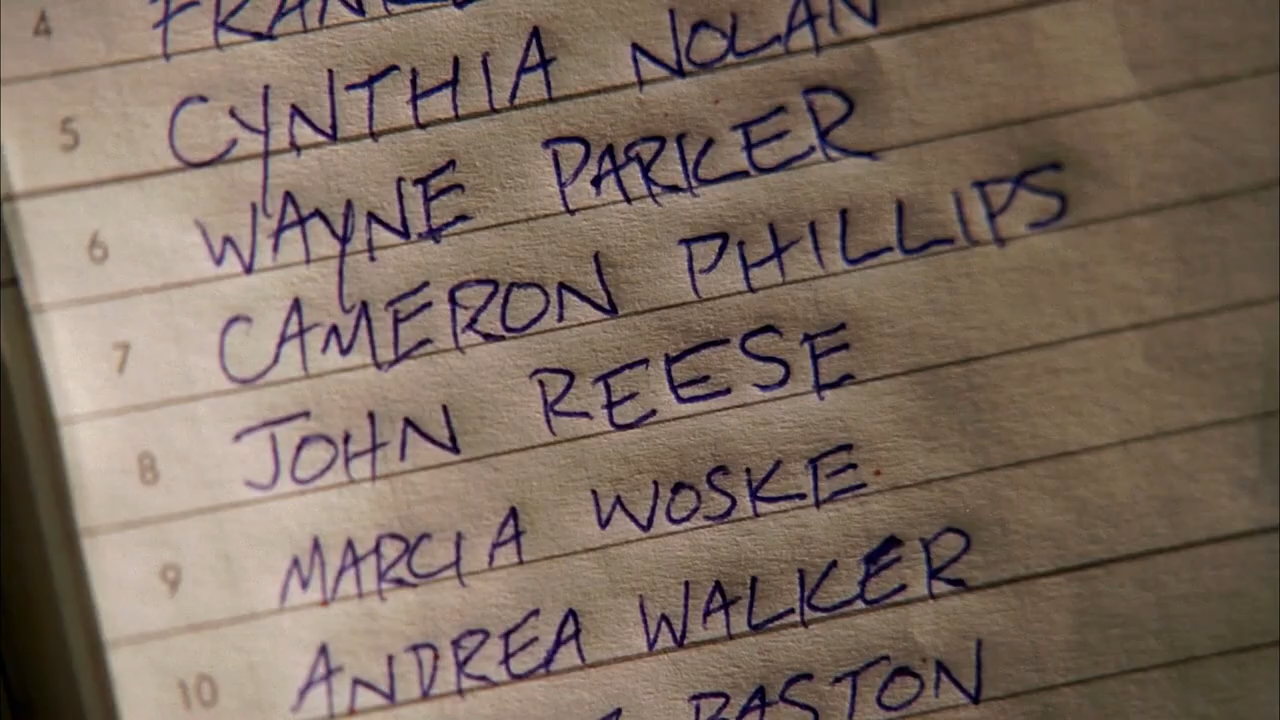 4
5 CYNTHIA NOLAN
6 WAYNE PARKER
7 CAMERON PHILLIPS
8 JOHN REESE
9 MARCIA WOSKE
10 ANDREA WALKER